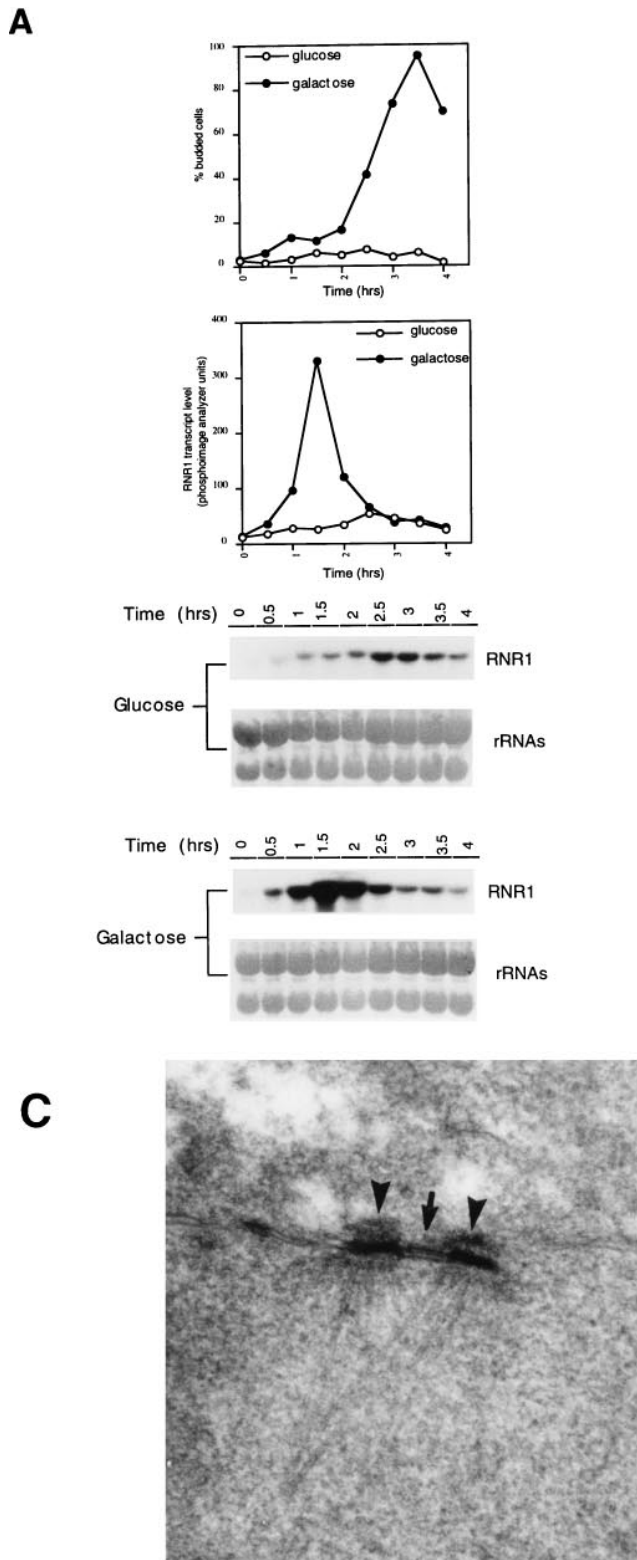 A
100
80
60
40
20
0
% budded cells
glucose
galactose
0
1
2
3
4
Time (hrs)
400
300
200
100
0
RNR1 transcript level
(phosphoimage analyzer units)
glucose
galactose
0
1
2
3
4
Time (hrs)
Time (hrs) 0 0.5 1 1.5 2 2.5 3 3.5 4
RNR1
Glucose
rRNAs
Time (hrs) 0 0.5 1 1.5 2 2.5 3 3.5 4
RNR1
Galactose
rRNAs
C